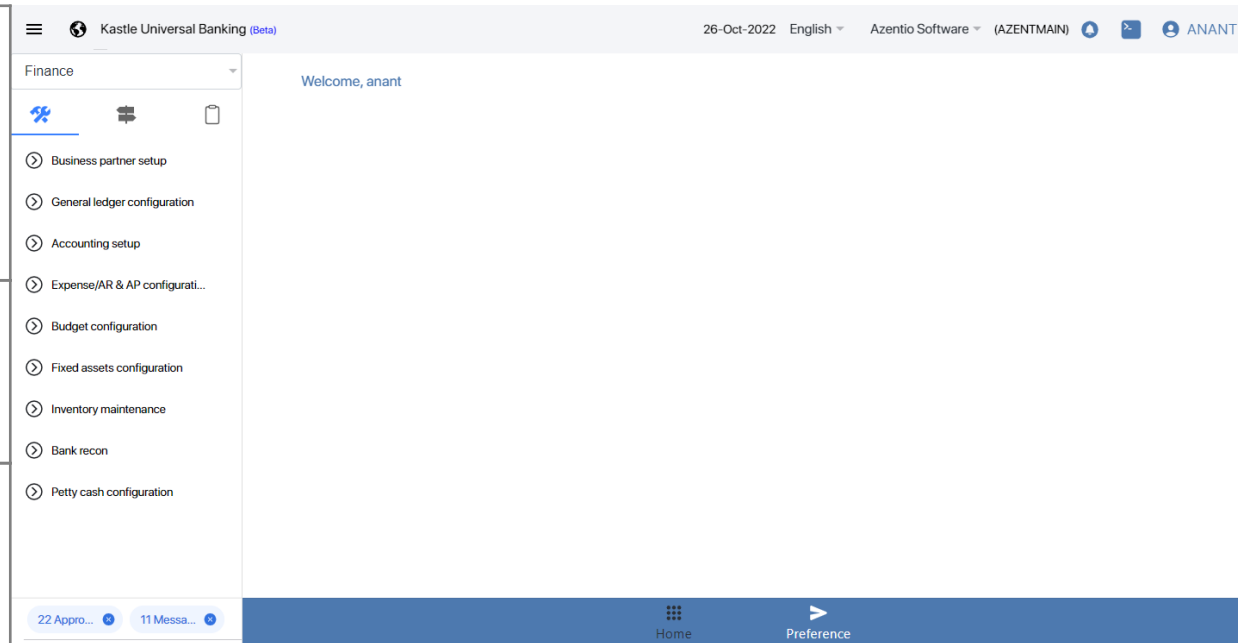 Kastle Universal Banking (Beta)
26-Oct-2022 English Azentio Software (AZENTMAIN) ANANT
Finance
Welcome, anant
Business partner setup
General ledger configuration
Accounting setup
Expense/AR & AP configurati...
Budget configuration
Fixed assets configuration
Inventory maintenance
Bank recon
Petty cash configuration
22 Appro... 11 Messa...
Home Preference